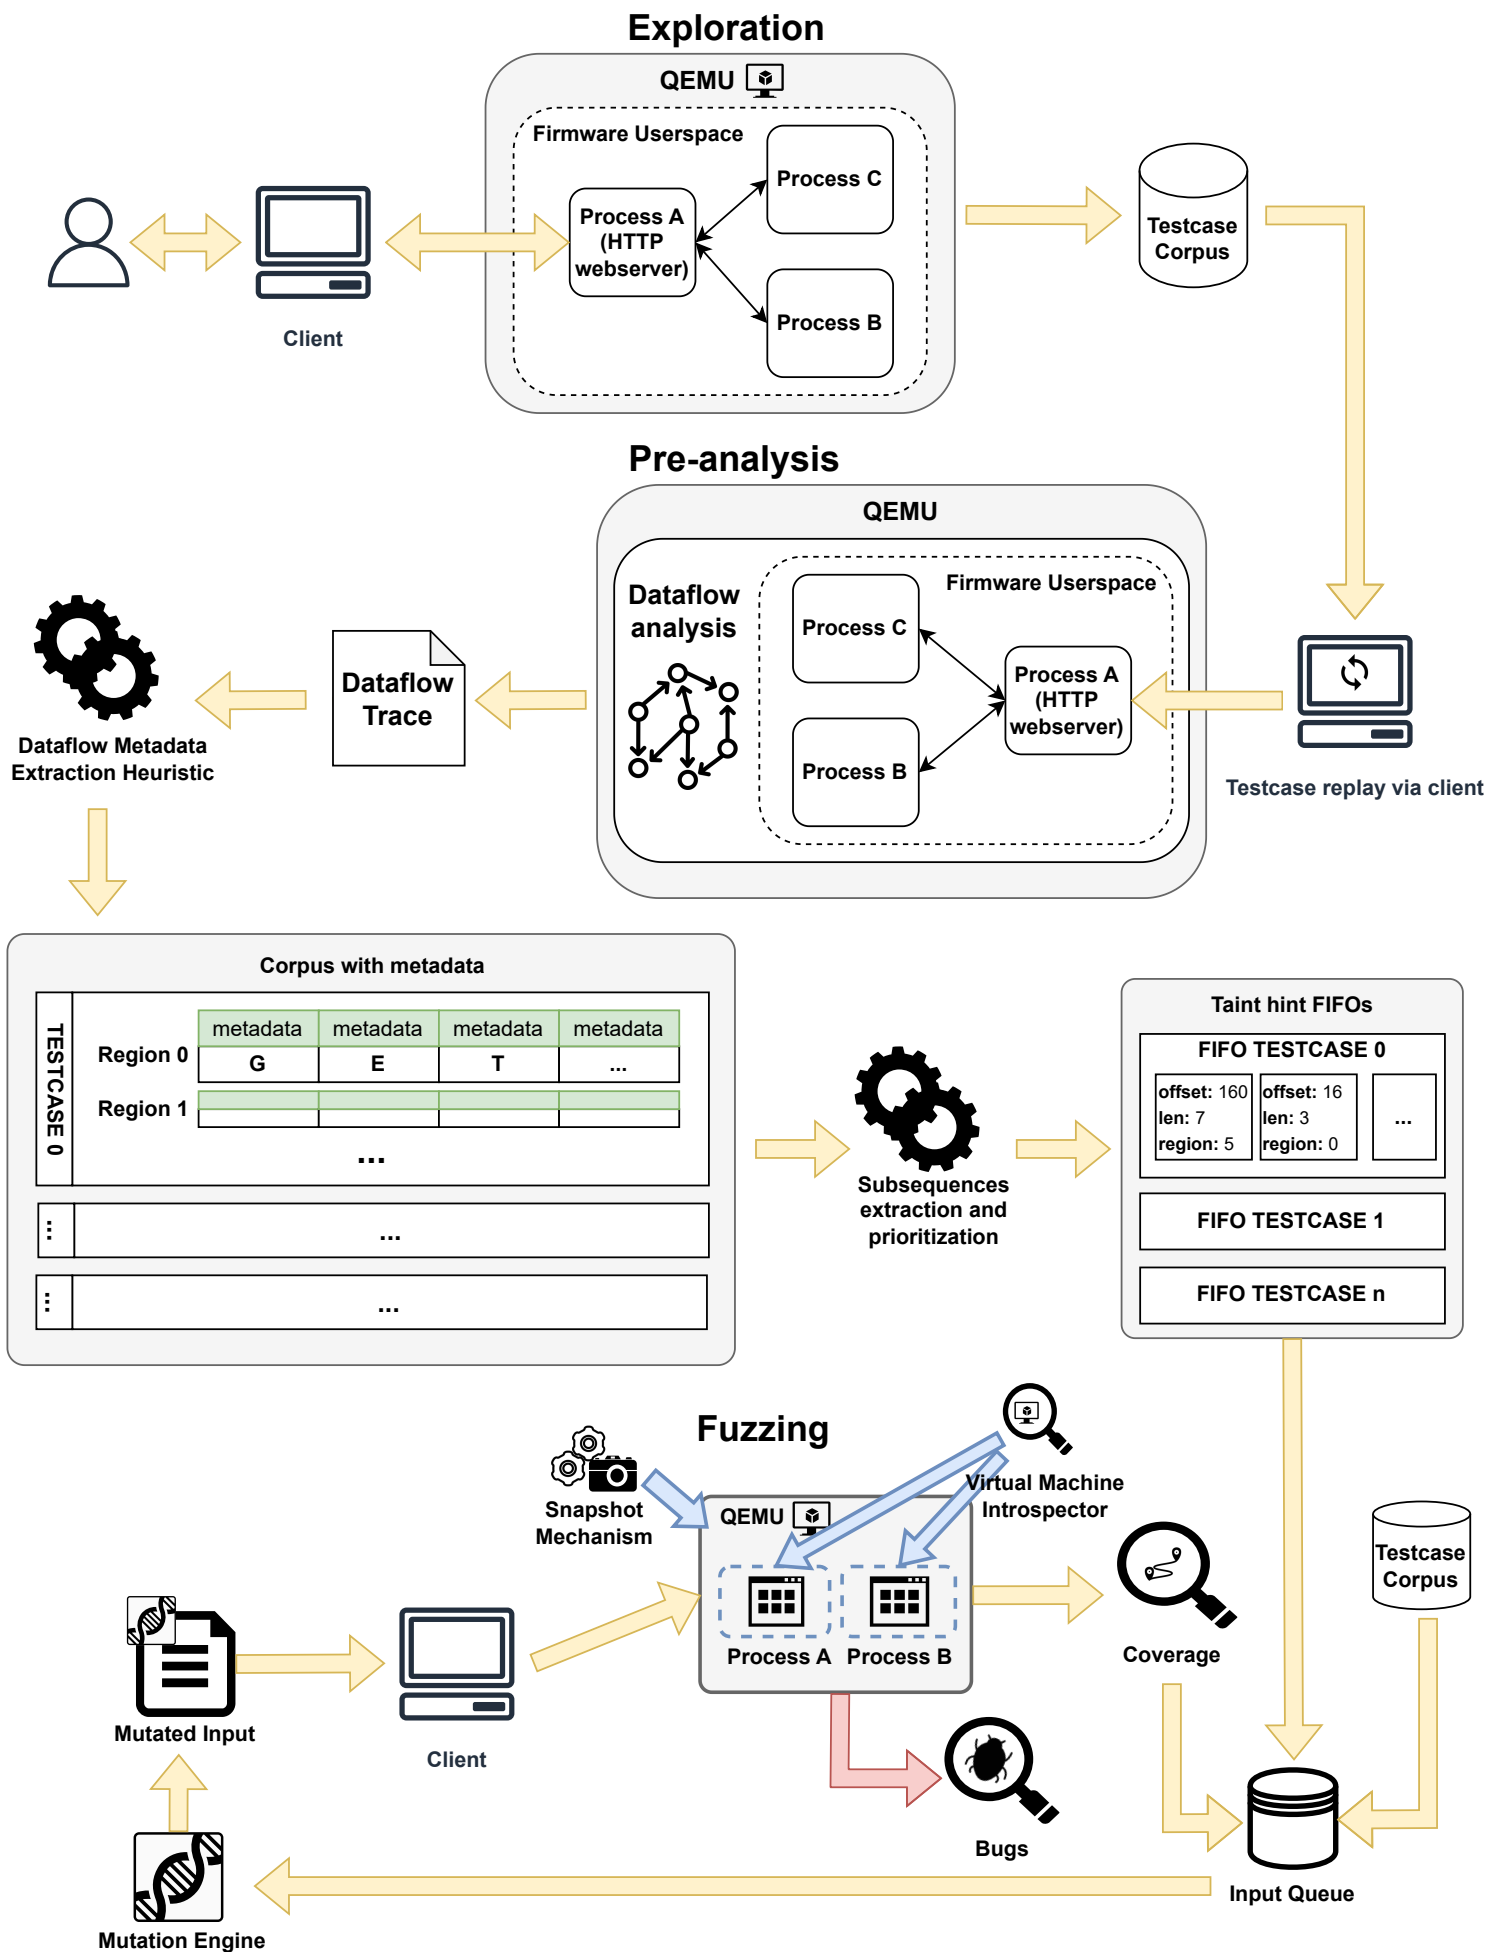 Exploration
QEMU
Firmware Userspace
Process C
Process A
(HTTP
webserver)
Process B
Client
Testcase
Corpus
Pre-analysis
QEMU
Dataflow
analysis
Firmware Userspace
Process C
Process A
(HTTP
webserver)
Process B
Testcase replay via client
Dataflow
Trace
Dataflow Metadata
Extraction Heuristic
Corpus with metadata
TESTCASE 0
Region 0
metadata metadata metadata metadata
G E T ...
Region 1
...
... ...
... ...
Subsequences
extraction and
prioritization
Taint hint FIFOs
FIFO TESTCASE 0
offset: 160
len: 7
region: 5
offset: 16
len: 3
region: 0
...
FIFO TESTCASE 1
FIFO TESTCASE n
Fuzzing
Snapshot
Mechanism
Virtual Machine
Introspector
QEMU
Process A
Process B
Coverage
Testcase
Corpus
Mutated Input
Client
Bugs
Input Queue
Mutation Engine